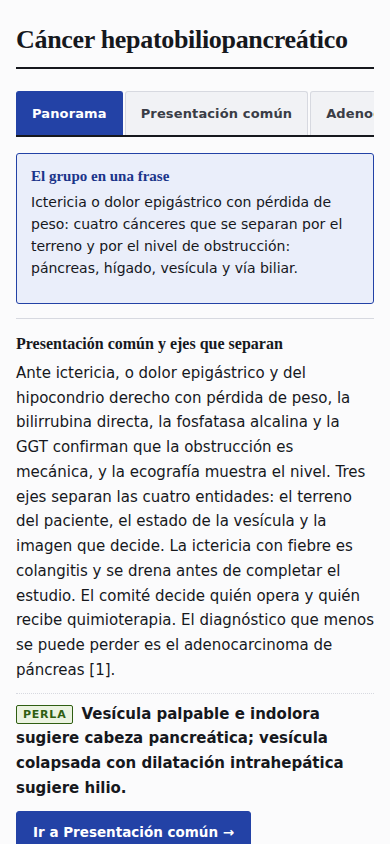 Cáncer hepatobiliopancreático
Panorama
Presentación común
Adeno
El grupo en una frase
Ictericia o dolor epigástrico con pérdida de
peso: cuatro cánceres que se separan por el
terreno y por el nivel de obstrucción:
páncreas, hígado, vesícula y vía biliar.
Presentación común y ejes que separan
Ante ictericia, o dolor epigástrico y del
hipocondrio derecho con pérdida de peso, la
bilirrubina directa, la fosfatasa alcalina y la
GGT confirman que la obstrucción es
mecánica, y la ecografía muestra el nivel. Tres
ejes separan las cuatro entidades: el terreno
del paciente, el estado de la vesícula y la
imagen que decide. La ictericia con fiebre es
colangitis y se drena antes de completar el
estudio. El comité decide quién opera y quién
recibe quimioterapia. El diagnóstico que menos
se puede perder es el adenocarcinoma de
páncreas [1].
PERLA Vesícula palpable e indolora
sugiere cabeza pancreática; vesícula
colapsada con dilatación intrahepática
sugiere hilio.
Ir a Presentación común →